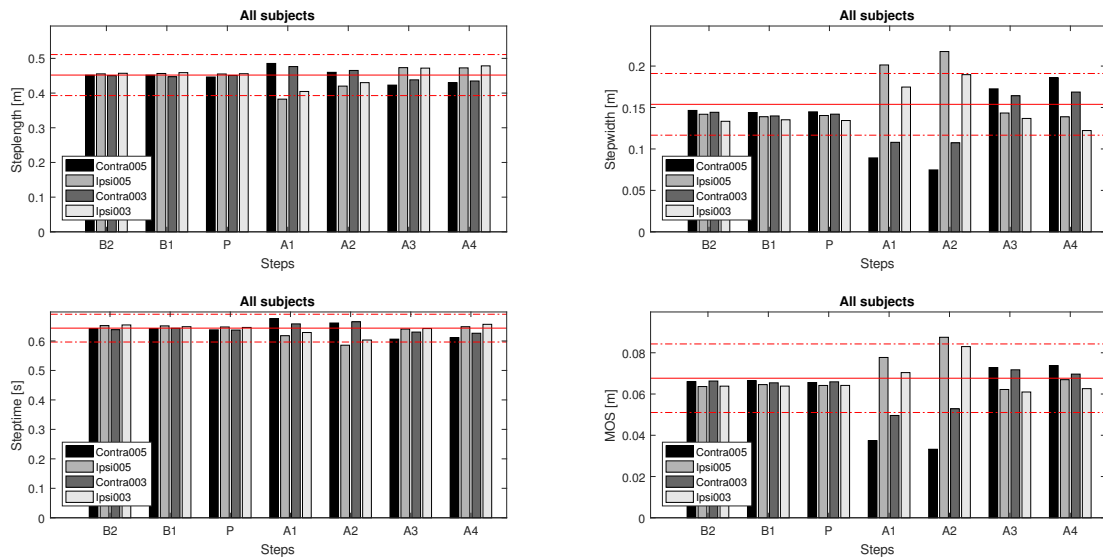 All subjects
Steplength [m]
0.5
0.4
0.3
0.2
0.1
0
Contra005
Ipsi005
Contra003
Ipsi003
B2 B1 P A1 A2 A3 A4
Steps
All subjects
Stepwidth [m]
0.2
0.15
0.1
0.05
0
Contra005
Ipsi005
Contra003
Ipsi003
B2 B1 P A1 A2 A3 A4
Steps
All subjects
Steptime [s]
0.6
0.5
0.4
0.3
0.2
0.1
0
Contra005
Ipsi005
Contra003
Ipsi003
B2 B1 P A1 A2 A3 A4
Steps
All subjects
MOS [m]
0.08
0.06
0.04
0.02
0
Contra005
Ipsi005
Contra003
Ipsi003
B2 B1 P A1 A2 A3 A4
Steps